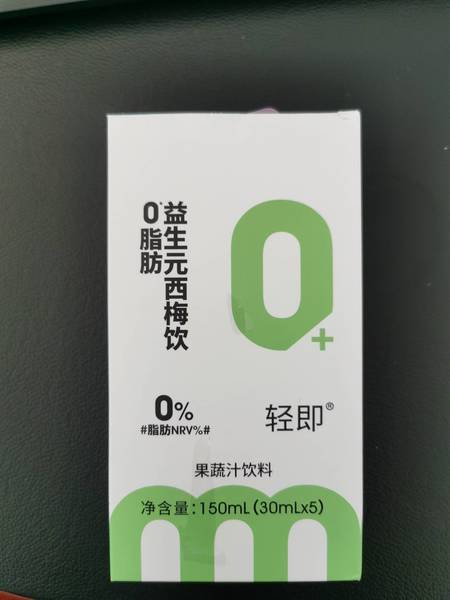 0*脂肪
益生元西梅饮
0+
0%
#脂肪NRV%#
轻即®
果蔬汁饮料
净含量:150mL(30mLx5)